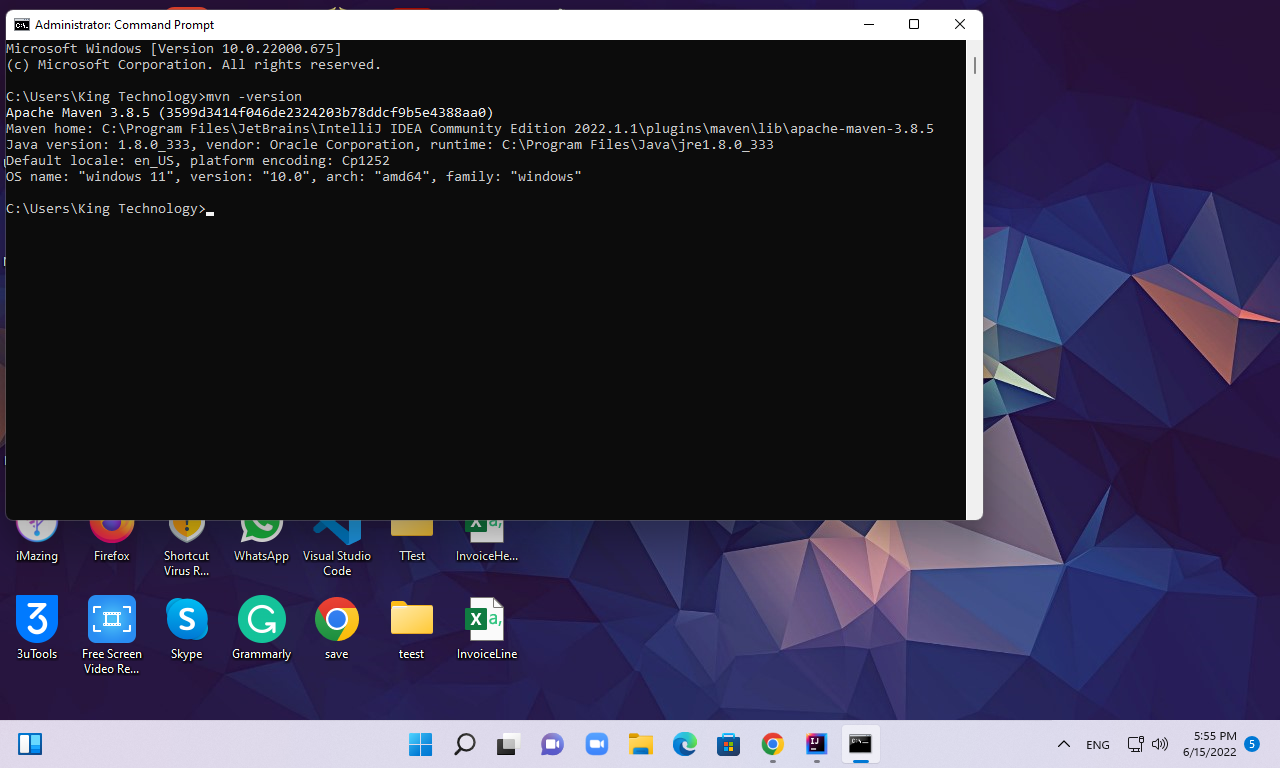 Administrator: Command Prompt
Microsoft Windows [Version 10.0.22000.675]
(c) Microsoft Corporation. All rights reserved.
C:\Users\King Technology>mvn -version
Apache Maven 3.8.5 (3599d3414f046de2324203b78ddcf9b5e4388aa0)
Maven home: C:\Program Files\JetBrains\IntelliJ IDEA Community Edition 2022.1.1\plugins\maven\lib\apache-maven-3.8.5
Java version: 1.8.0_333, vendor: Oracle Corporation, runtime: C:\Program Files\Java\jre1.8.0_333
Default locale: en_US, platform encoding: Cp1252
OS name: "windows 11", version: "10.0", arch: "amd64", family: "windows"
C:\Users\King Technology>
iMazing
Firefox
Shortcut
Virus R...
WhatsApp
Visual Studio
Code
TTest
InvoiceHe...
3uTools
Free Screen
Video Re...
Skype
Grammarly
save
teest
InvoiceLine
ENG
5:55 PM
6/15/2022
5